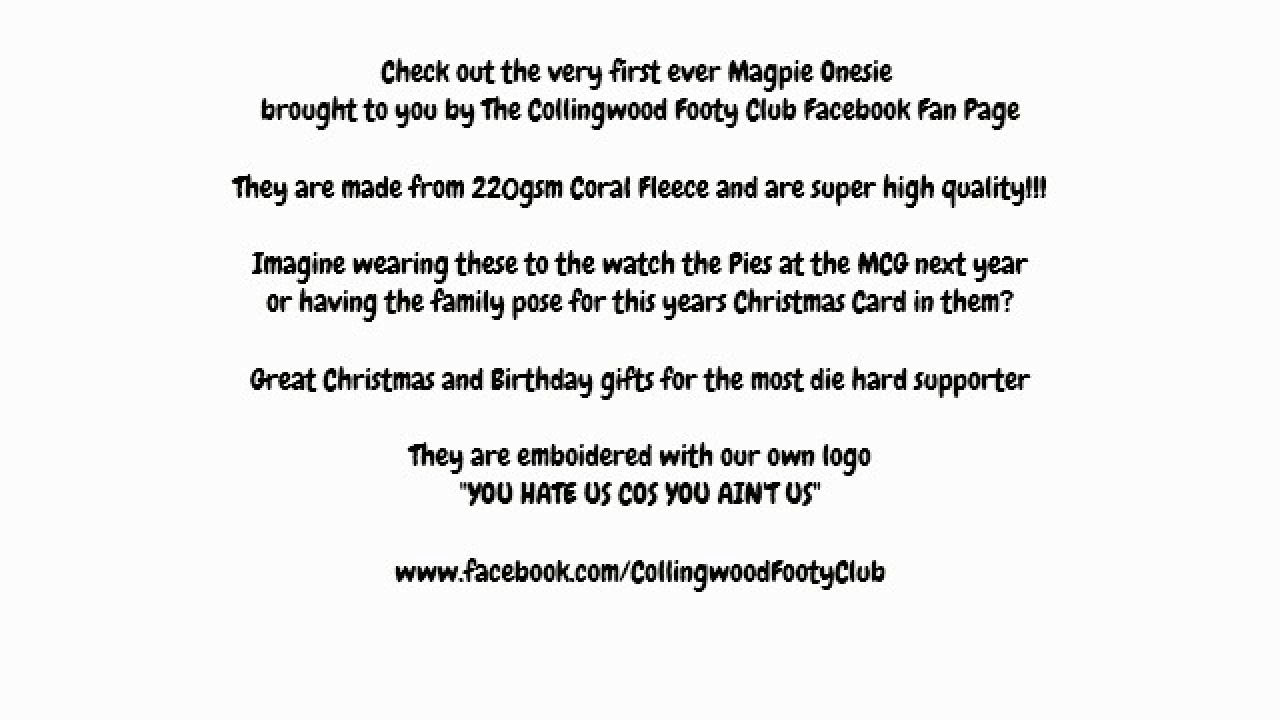 Check out the very first ever Magpie Onesie
brought to you by The Collingwood Footy Club Facebook Fan Page
They are made from 220gsm Coral Fleece and are super high quality!!!
Imagine wearing these to the watch the Pies at the MCG next year
or having the family pose for this years Christmas Card in them?
Great Christmas and Birthday gifts for the most die hard supporter
They are emboidered with our own logo
"YOU HATE US COS YOU AIN'T US"
www.facebook.com/CollingwoodFootyClub